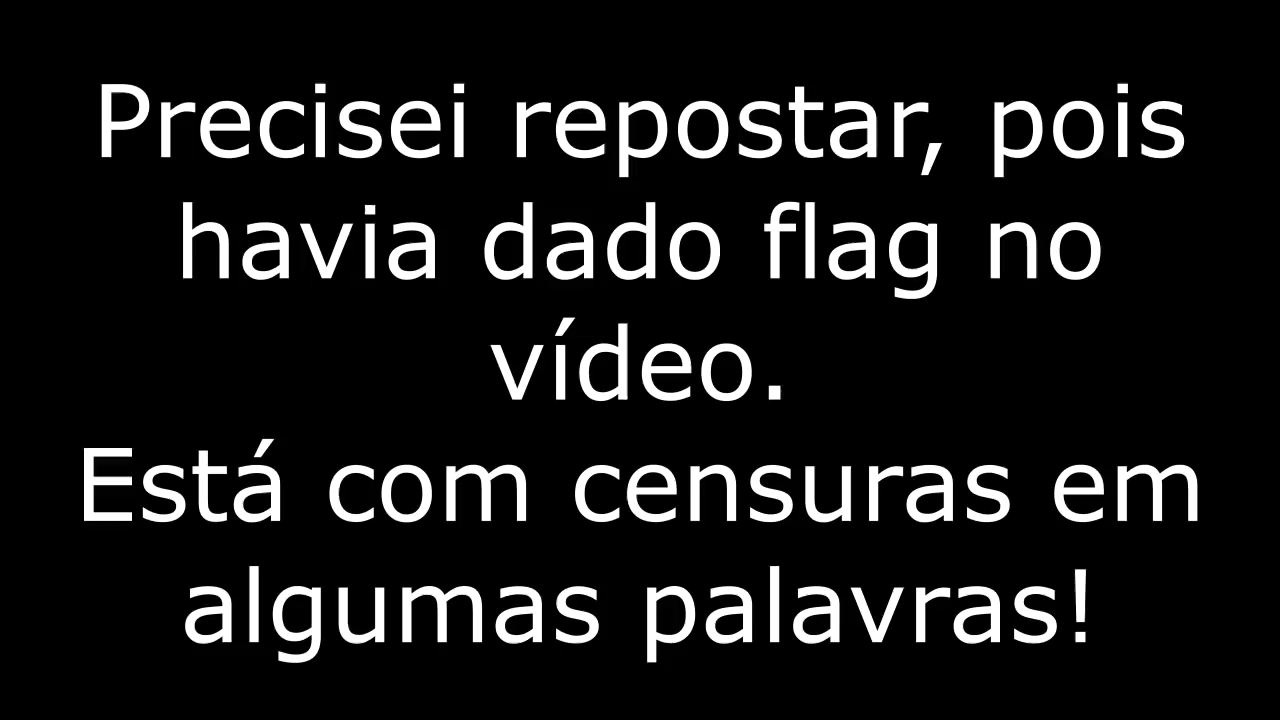 Precisei repostar, pois
havia dado flag no
vídeo.
Está com censuras em
algumas palavras!